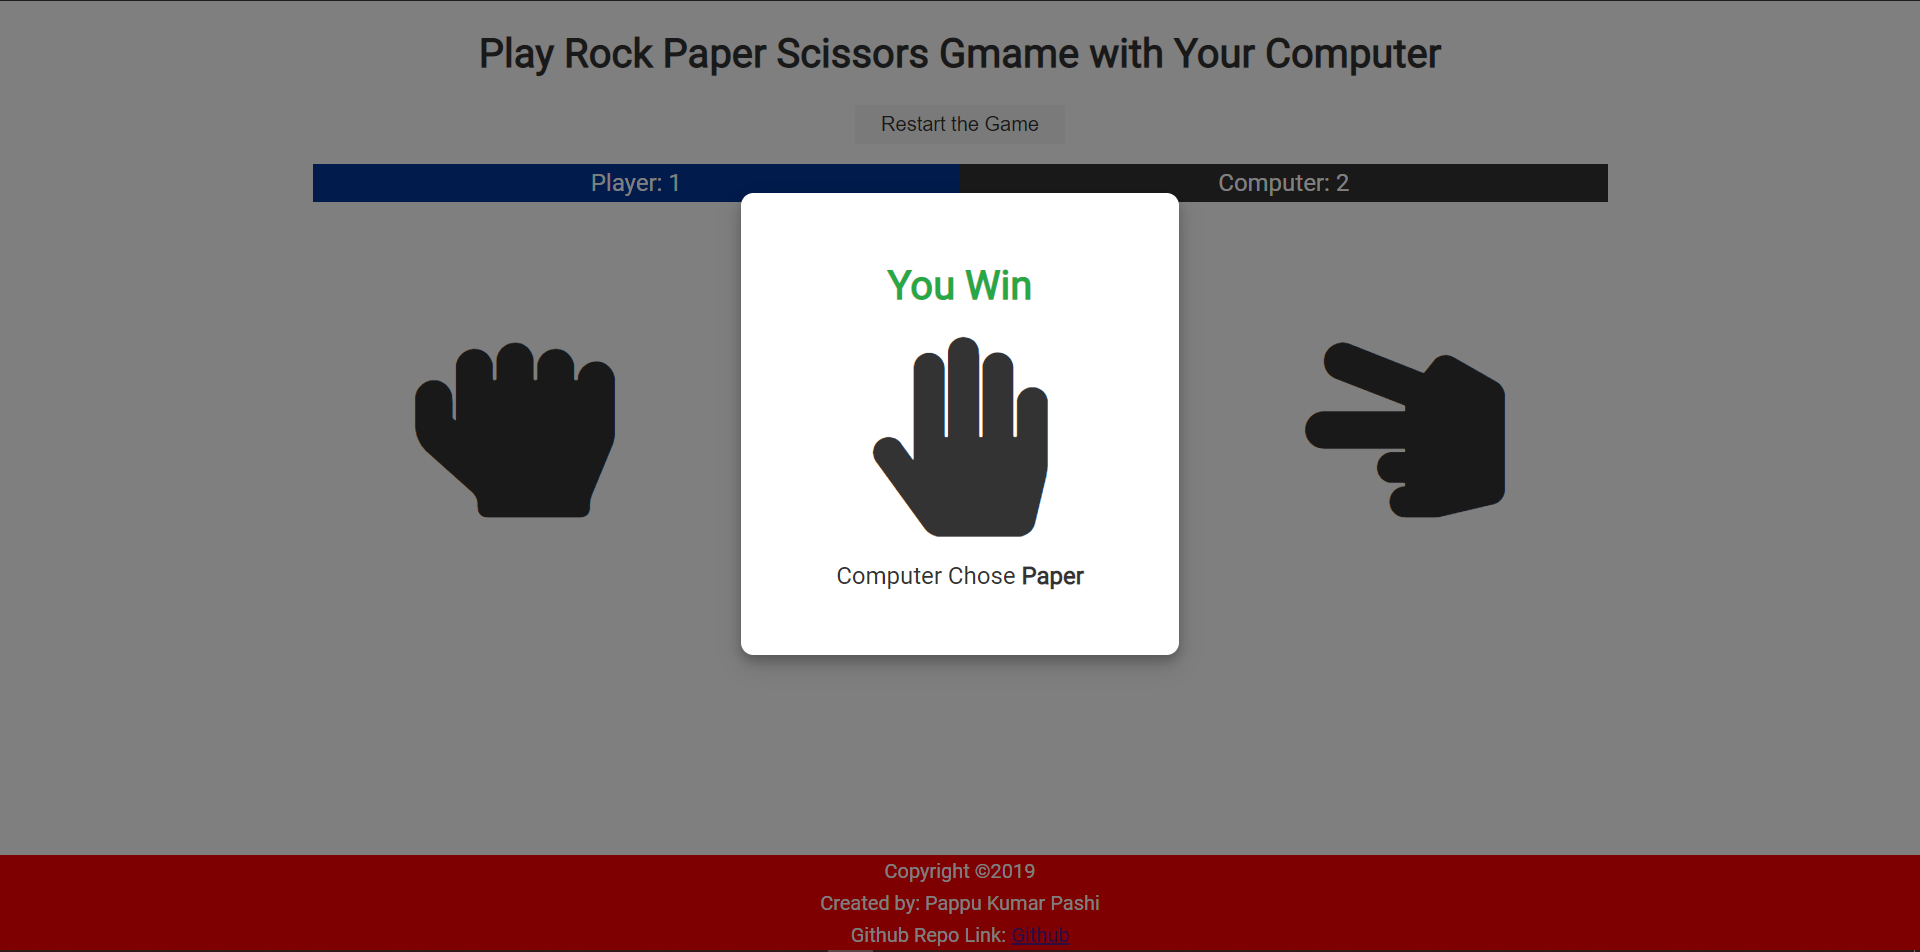 Play Rock Paper Scissors Gmame with Your Computer
Restart the Game
Player: 1
Computer: 2
You Win
Computer Chose Paper
Copyright ©2019
Created by: Pappu Kumar Pashi
Github Repo Link: Github